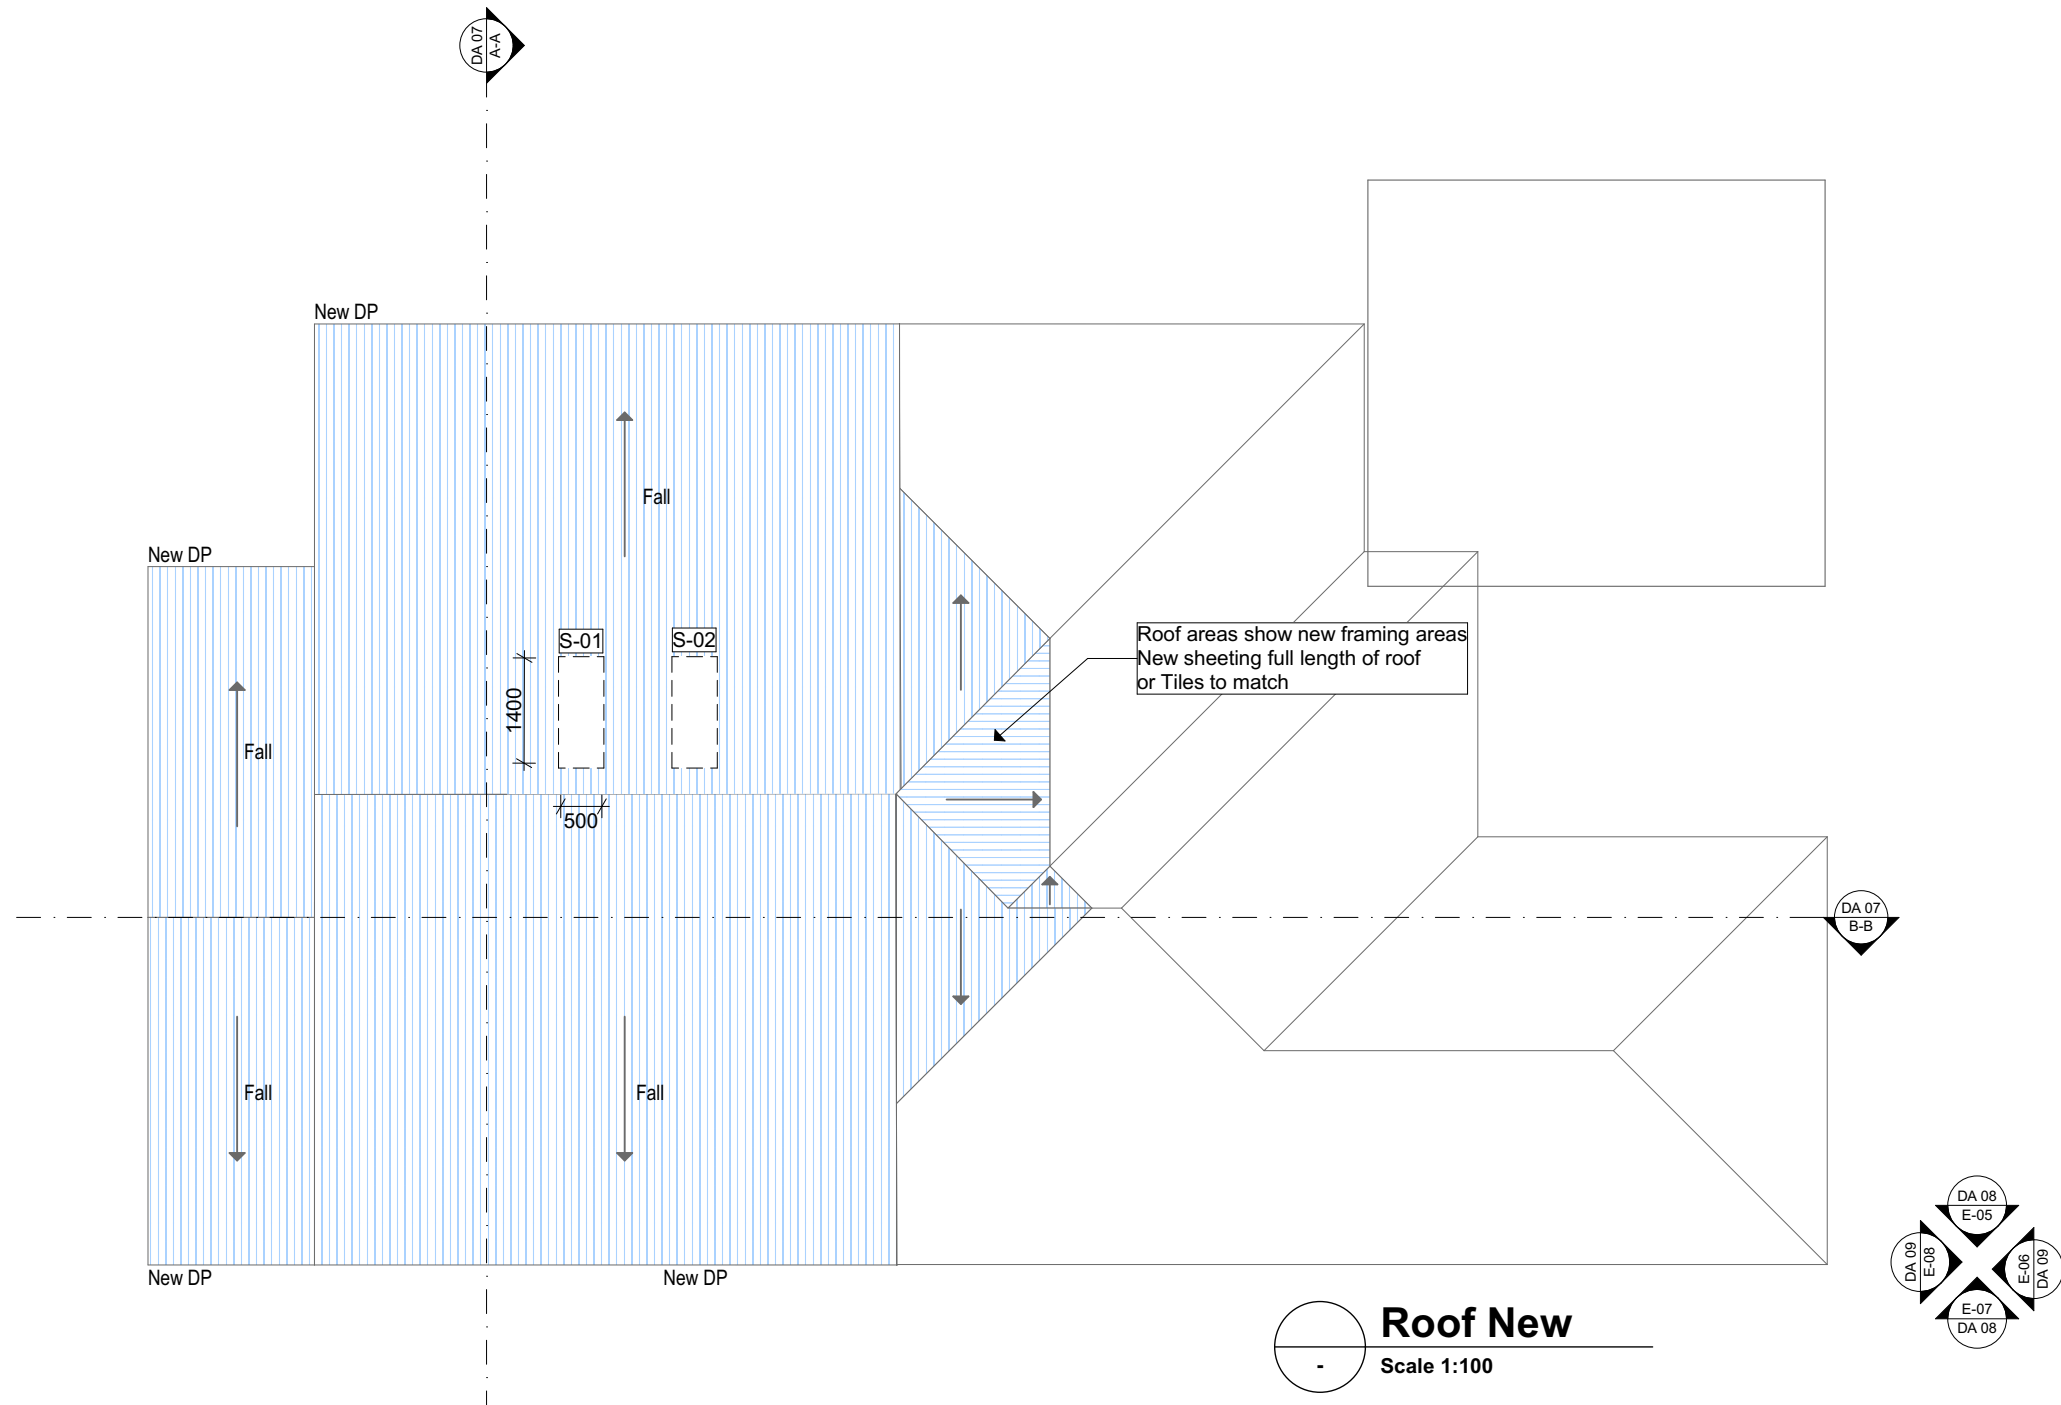 DA 07
A-A
New DP
Fall
New DP
S-01
S-02
Roof areas show new framing areas
New sheeting full length of roof
or Tiles to match
1400
Fall
500
DA 07
B-B
Fall
Fall
DA 08
E-05
DA 09
E-08
E-06
DA 09
E-07
DA 08
New DP
New DP
Roof New
-
Scale 1:100